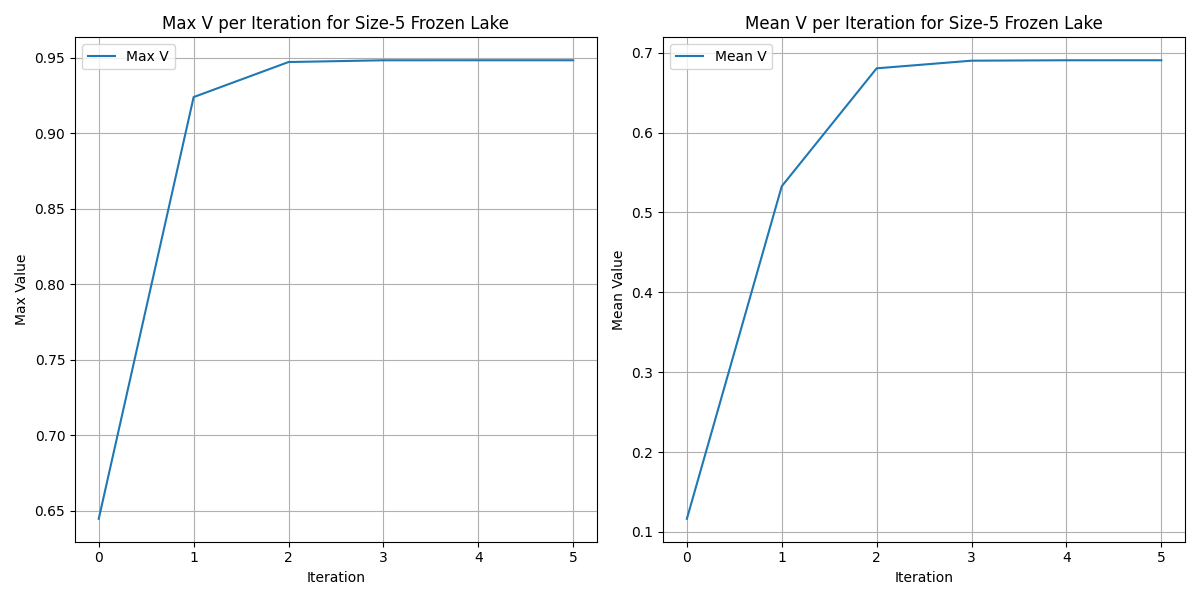 Max V per Iteration for Size-5 Frozen Lake
Max V
0.95
0.90
0.85
0.80
0.75
0.70
0.65
Max Value
0 1 2 3 4 5
Iteration
Mean V per Iteration for Size-5 Frozen Lake
Mean V
0.7
0.6
0.5
0.4
0.3
0.2
0.1
Mean Value
0 1 2 3 4 5
Iteration